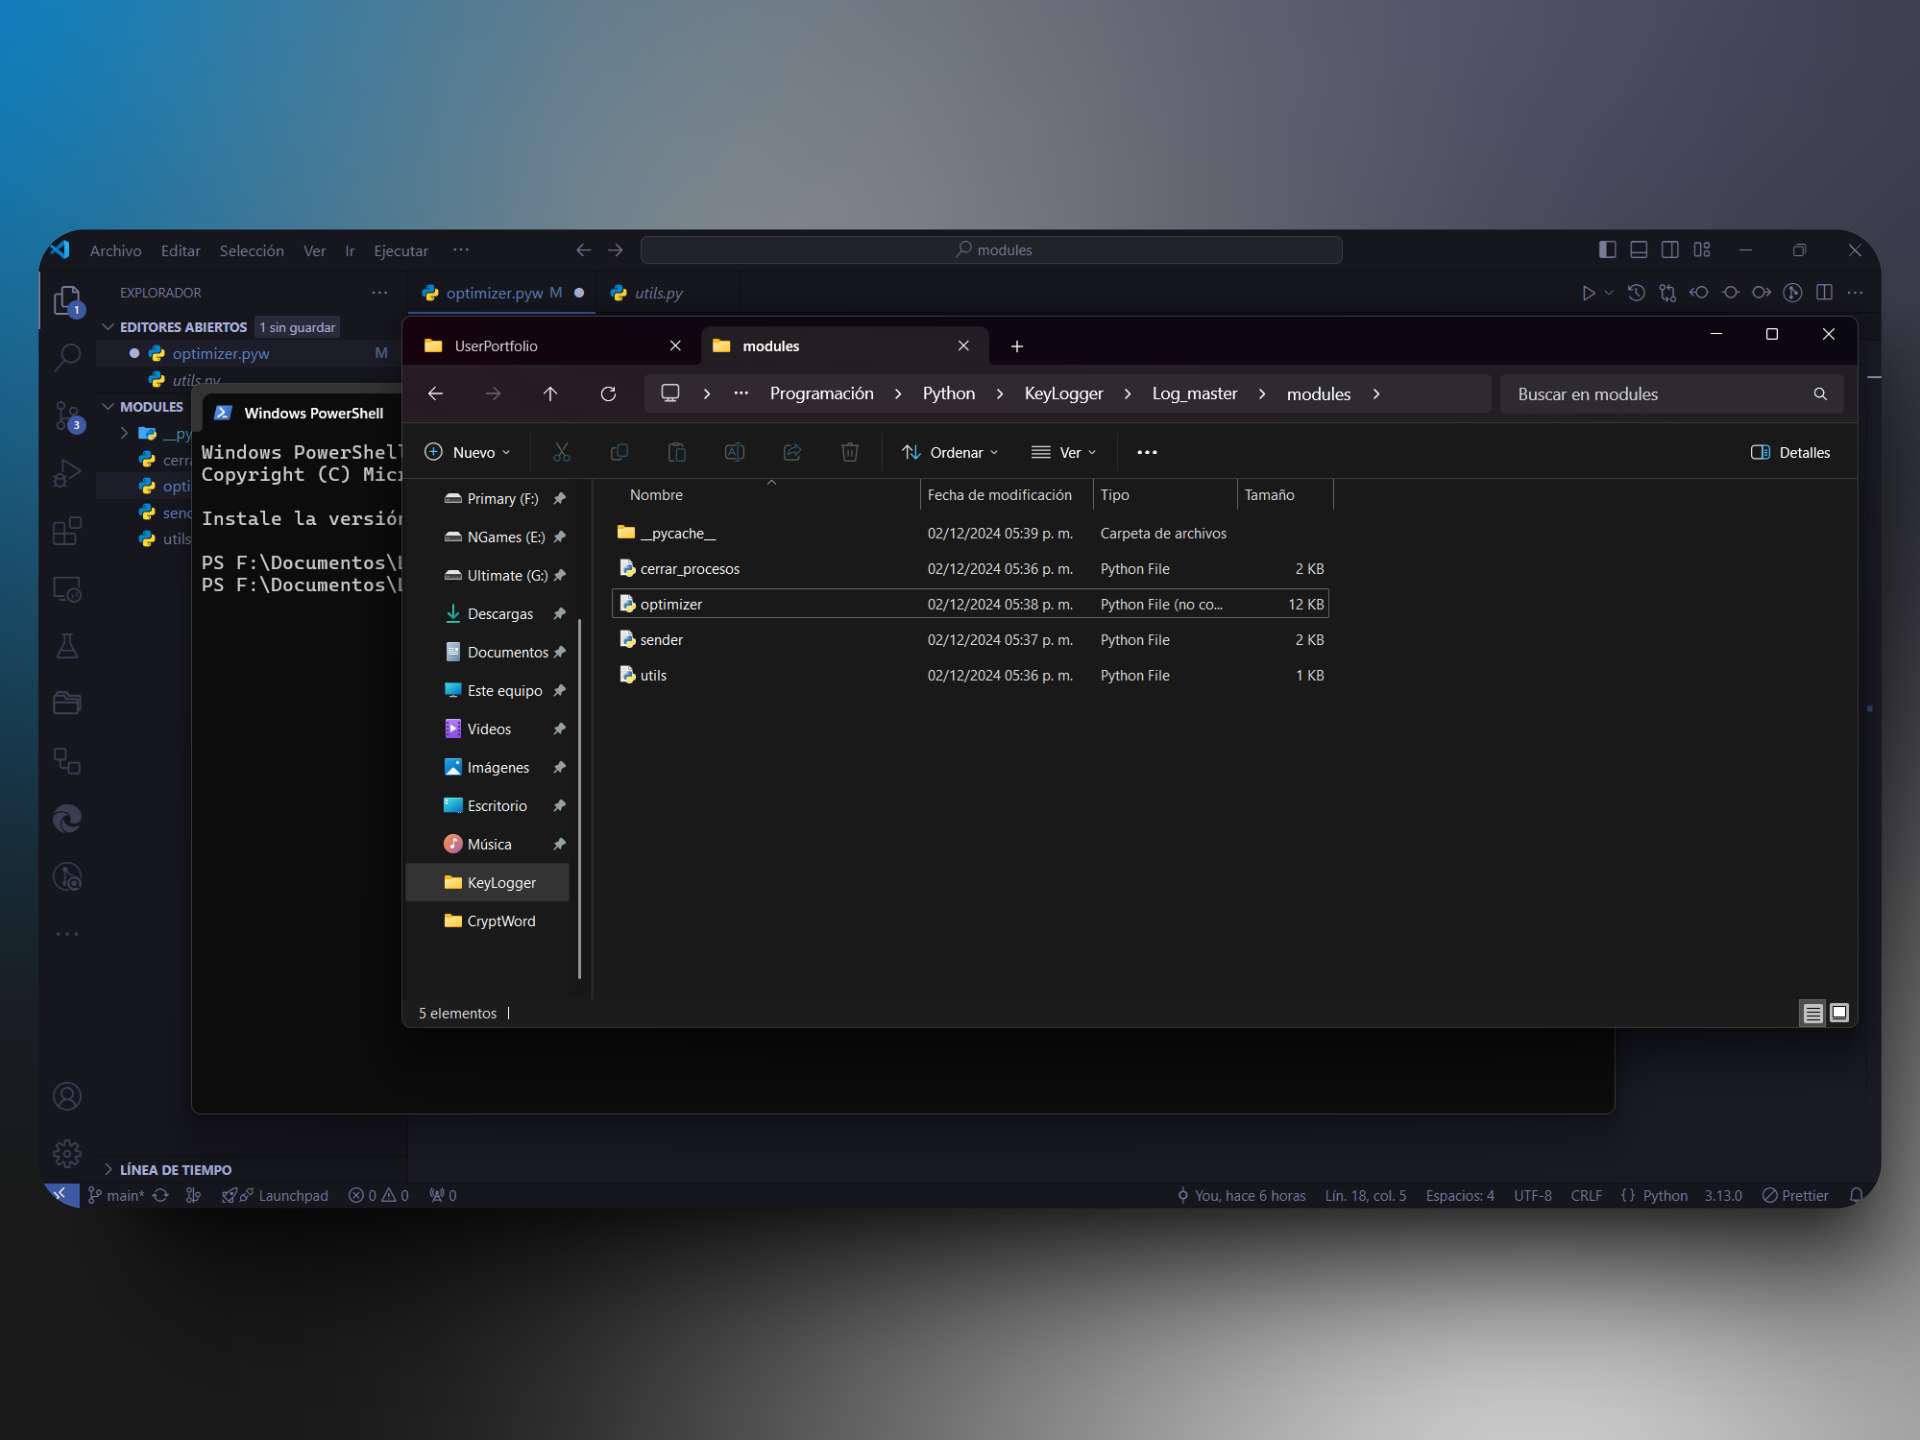 Archivo Editar Selección Ver Ir Ejecutar ···
modules
EXPLORADOR ···
optimizer.pyw M
utils.py
EDITORES ABIERTOS 1 sin guardar
optimizer.pyw M
utils.py
MODULES
__py
cerra
opti
send
utils
LÍNEA DE TIEMPO
1
3
Windows PowerShell
Windows PowerShell
Copyright (C) Micr
Instale la versión
PS F:\Documentos\
PS F:\Documentos\
UserPortfolio
modules
··· Programación > Python > KeyLogger > Log_master > modules >
Buscar en modules
Nuevo
Ordenar
Ver
···
Detalles
Primary (F:)
NGames (E:)
Ultimate (G:)
Descargas
Documentos
Este equipo
Videos
Imágenes
Escritorio
Música
KeyLogger
CryptWord
Nombre Fecha de modificación Tipo Tamaño
__pycache__ 02/12/2024 05:39 p. m. Carpeta de archivos
cerrar_procesos 02/12/2024 05:36 p. m. Python File 2 KB
optimizer 02/12/2024 05:38 p. m. Python File (no co... 12 KB
sender 02/12/2024 05:37 p. m. Python File 2 KB
utils 02/12/2024 05:36 p. m. Python File 1 KB
5 elementos
main* Launchpad 0 0 0 You, hace 6 horas Lín. 18, col. 5 Espacios: 4 UTF-8 CRLF {} Python 3.13.0 Prettier